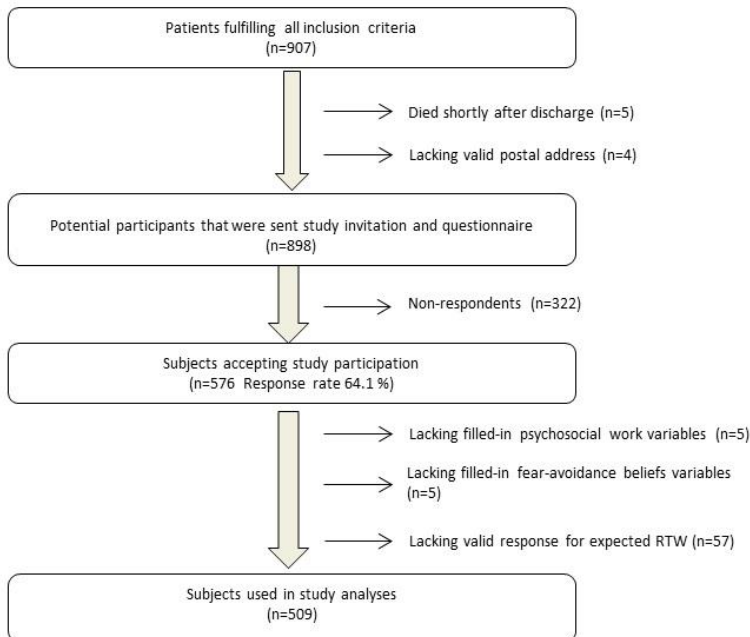 Patients fulfilling all inclusion criteria
(n=907)
Died shortly after discharge (n=5)
Lacking valid postal address (n=4)
Potential participants that were sent study invitation and questionnaire
(n=898)
Non-respondents (n=322)
Subjects accepting study participation
(n=576 Response rate 64.1 %)
Lacking filled-in psychosocial work variables (n=5)
Lacking filled-in fear-avoidance beliefs variables
(n=5)
Lacking valid response for expected RTW (n=57)
Subjects used in study analyses
(n=509)